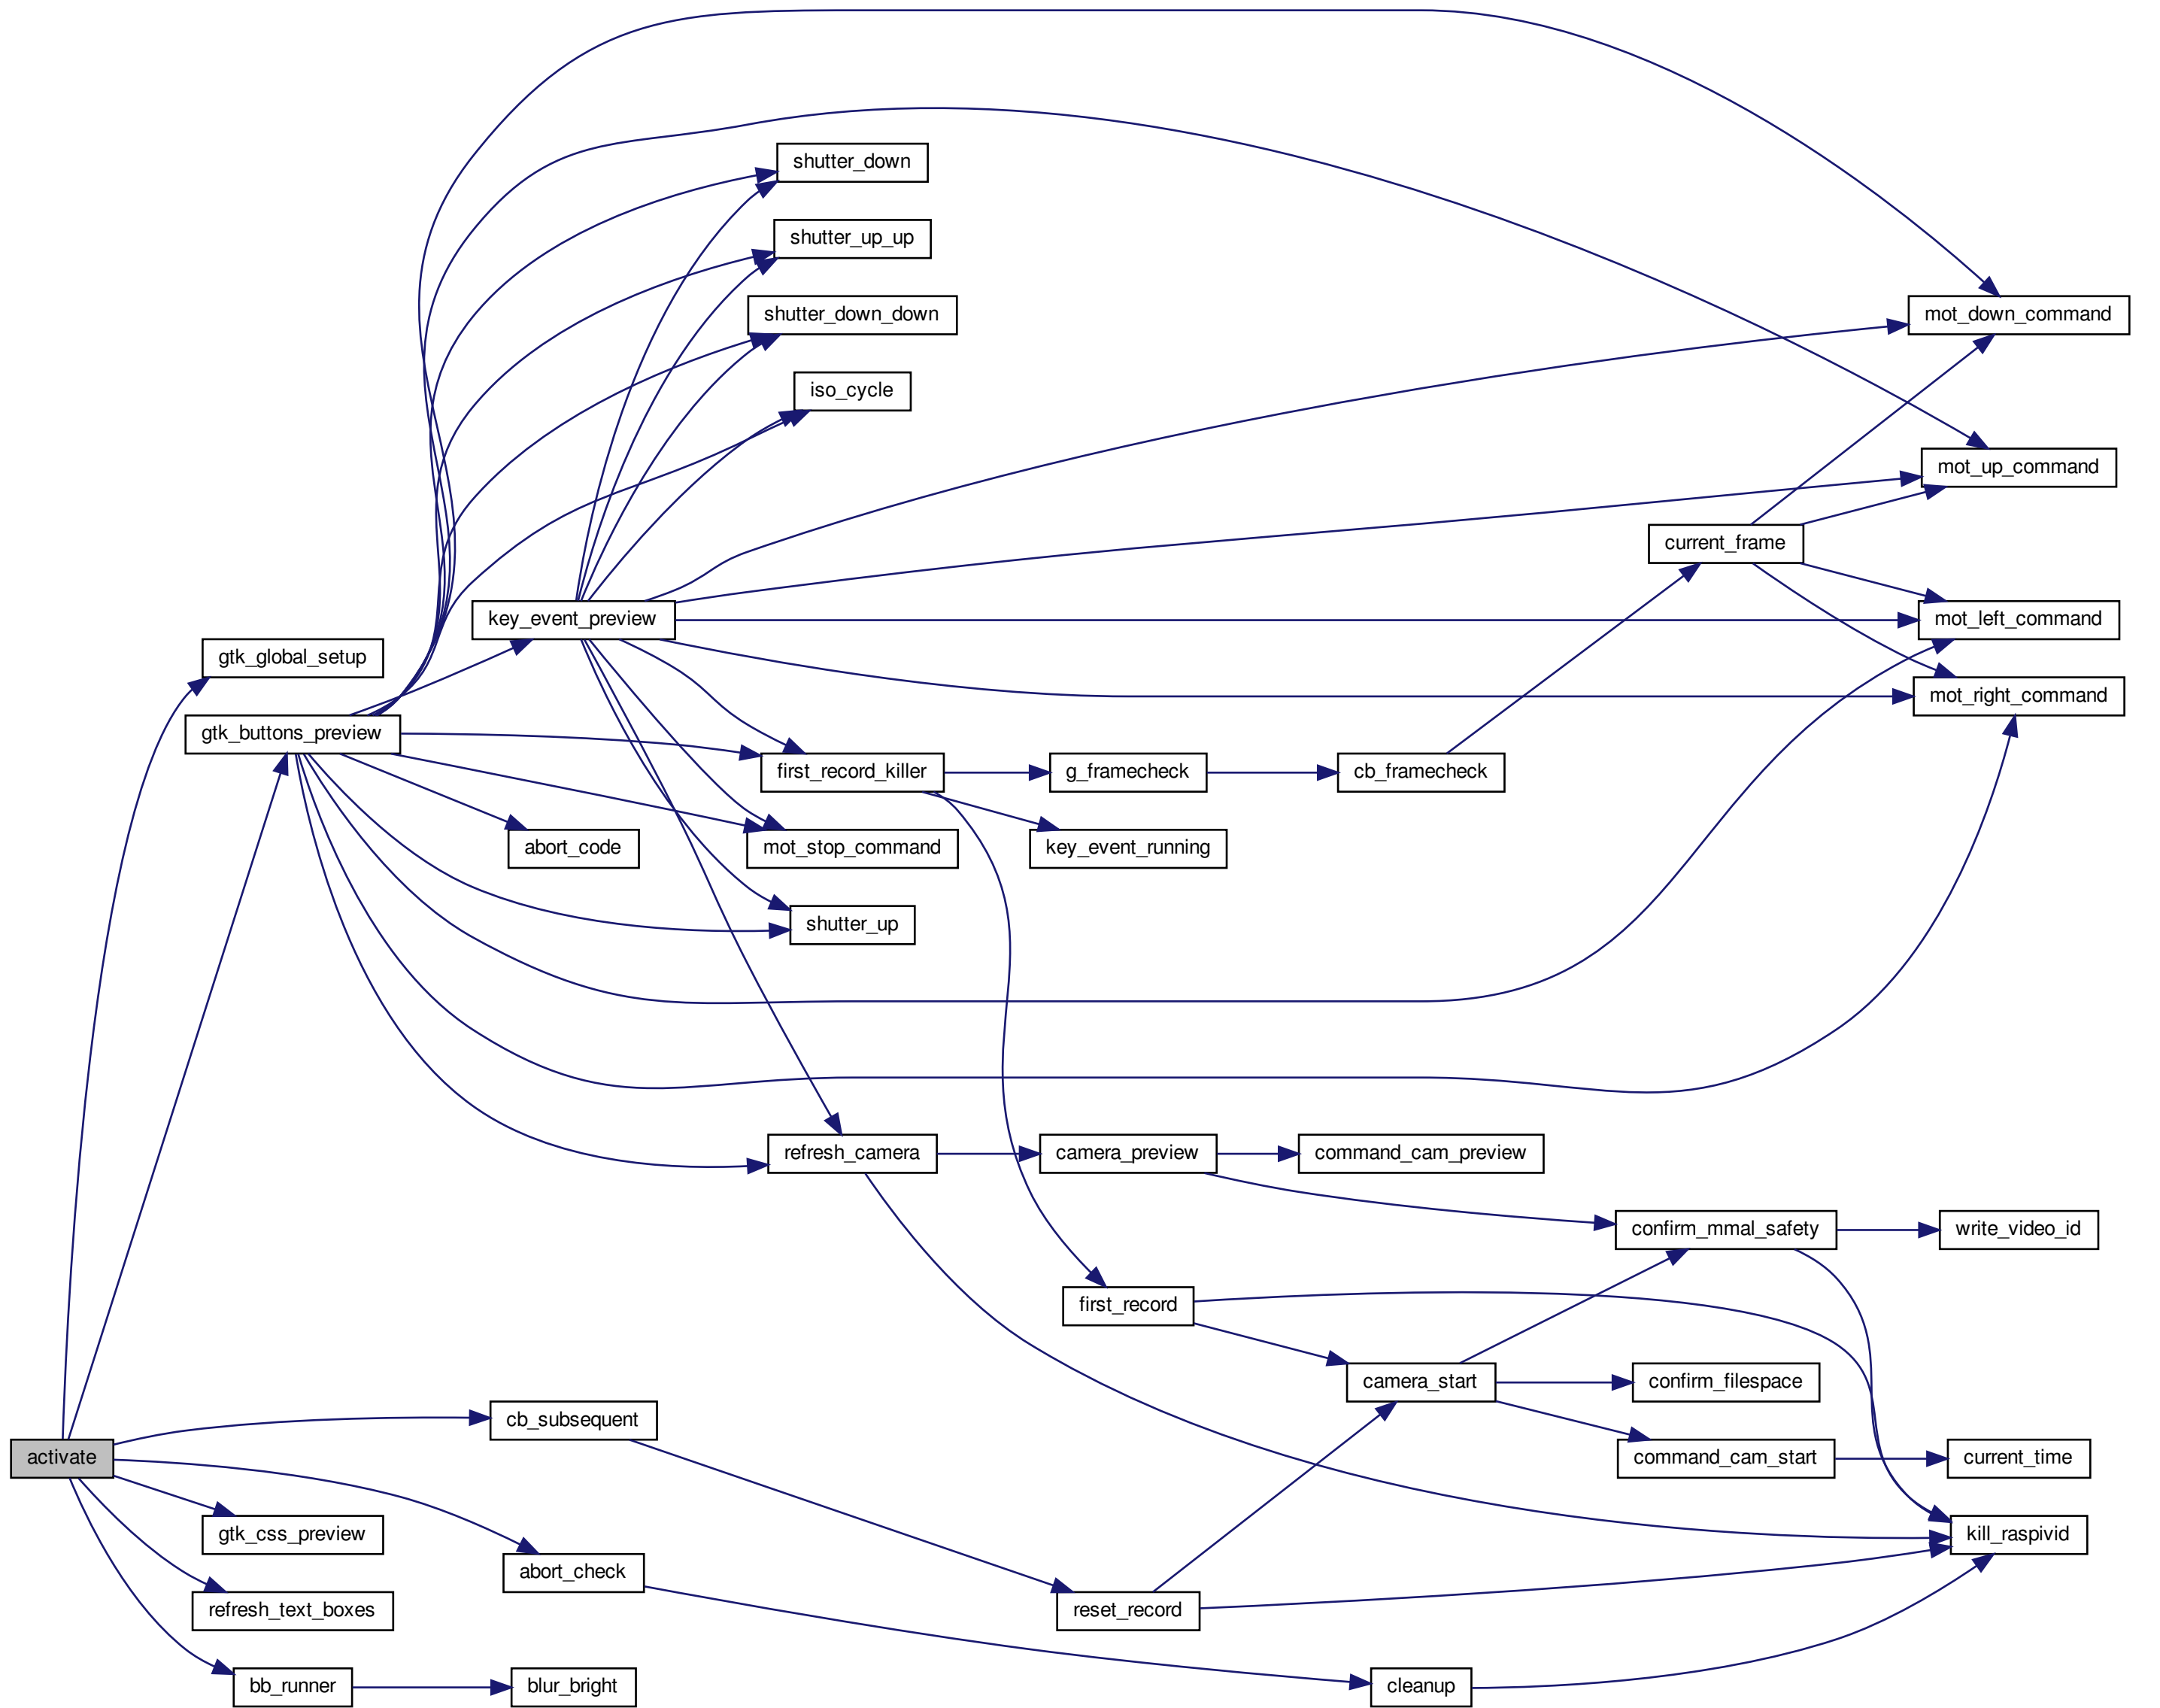 shutter_down
shutter_up_up
shutter_down_down
mot_down_command
iso_cycle
mot_up_command
current_frame
key_event_preview
mot_left_command
gtk_global_setup
mot_right_command
gtk_buttons_preview
first_record_killer
g_framecheck
cb_framecheck
abort_code
mot_stop_command
key_event_running
shutter_up
refresh_camera
camera_preview
command_cam_preview
confirm_mmal_safety
write_video_id
first_record
camera_start
confirm_filespace
cb_subsequent
activate
command_cam_start
current_time
gtk_css_preview
kill_raspivid
abort_check
refresh_text_boxes
reset_record
bb_runner
blur_bright
cleanup